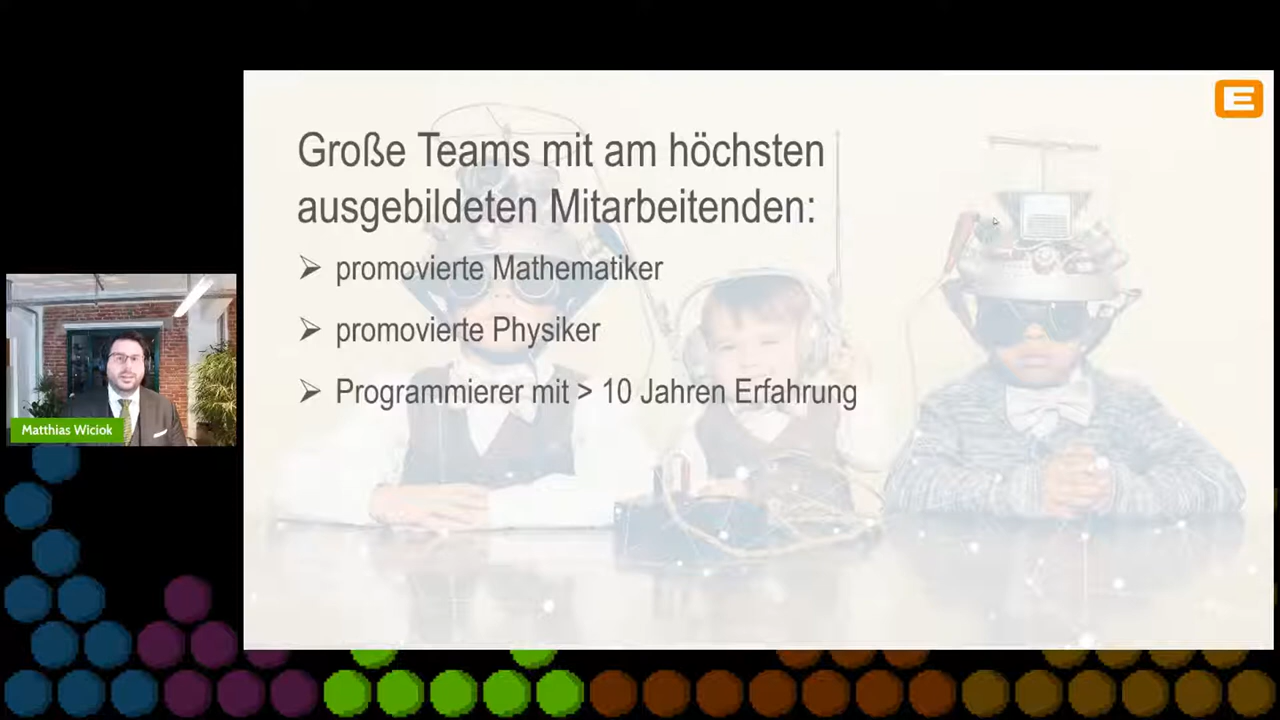 E
Große Teams mit am höchsten
ausgebildeten Mitarbeitenden:
promovierte Mathematiker
promovierte Physiker
Programmierer mit > 10 Jahren Erfahrung
Matthias Wiciok